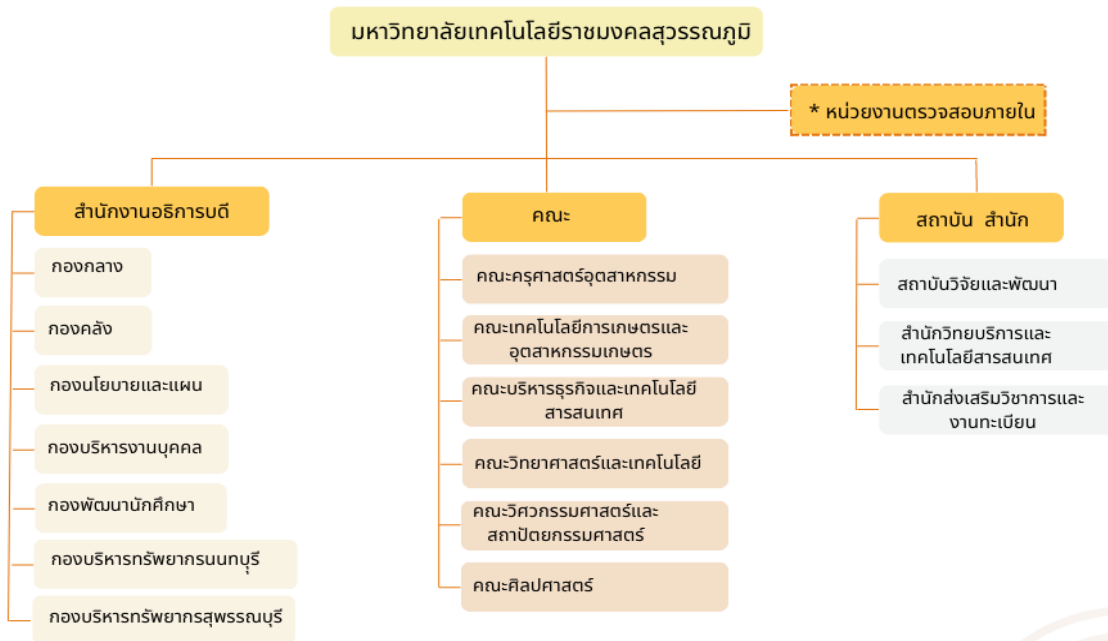 มหาวิทยาลัยเทคโนโลยีราชมงคลสุวรรณภูมิ
* หน่วยงานตรวจสอบภายใน
สำนักงานอธิการบดี
กองกลาง
กองคลัง
กองนโยบายและแผน
กองบริหารงานบุคคล
กองพัฒนานักศึกษา
กองบริหารทรัพยากรนนทบุรี
กองบริหารทรัพยากรสุพรรณบุรี
คณะ
คณะครุศาสตร์อุตสาหกรรม
คณะเทคโนโลยีการเกษตรและ
อุตสาหกรรมเกษตร
คณะบริหารธุรกิจและเทคโนโลยี
สารสนเทศ
คณะวิทยาศาสตร์และเทคโนโลยี
คณะวิศวกรรมศาสตร์และ
สถาปัตยกรรมศาสตร์
คณะศิลปศาสตร์
สถาบัน สำนัก
สถาบันวิจัยและพัฒนา
สำนักวิทยบริการและ
เทคโนโลยีสารสนเทศ
สำนักส่งเสริมวิชาการและ
งานทะเบียน